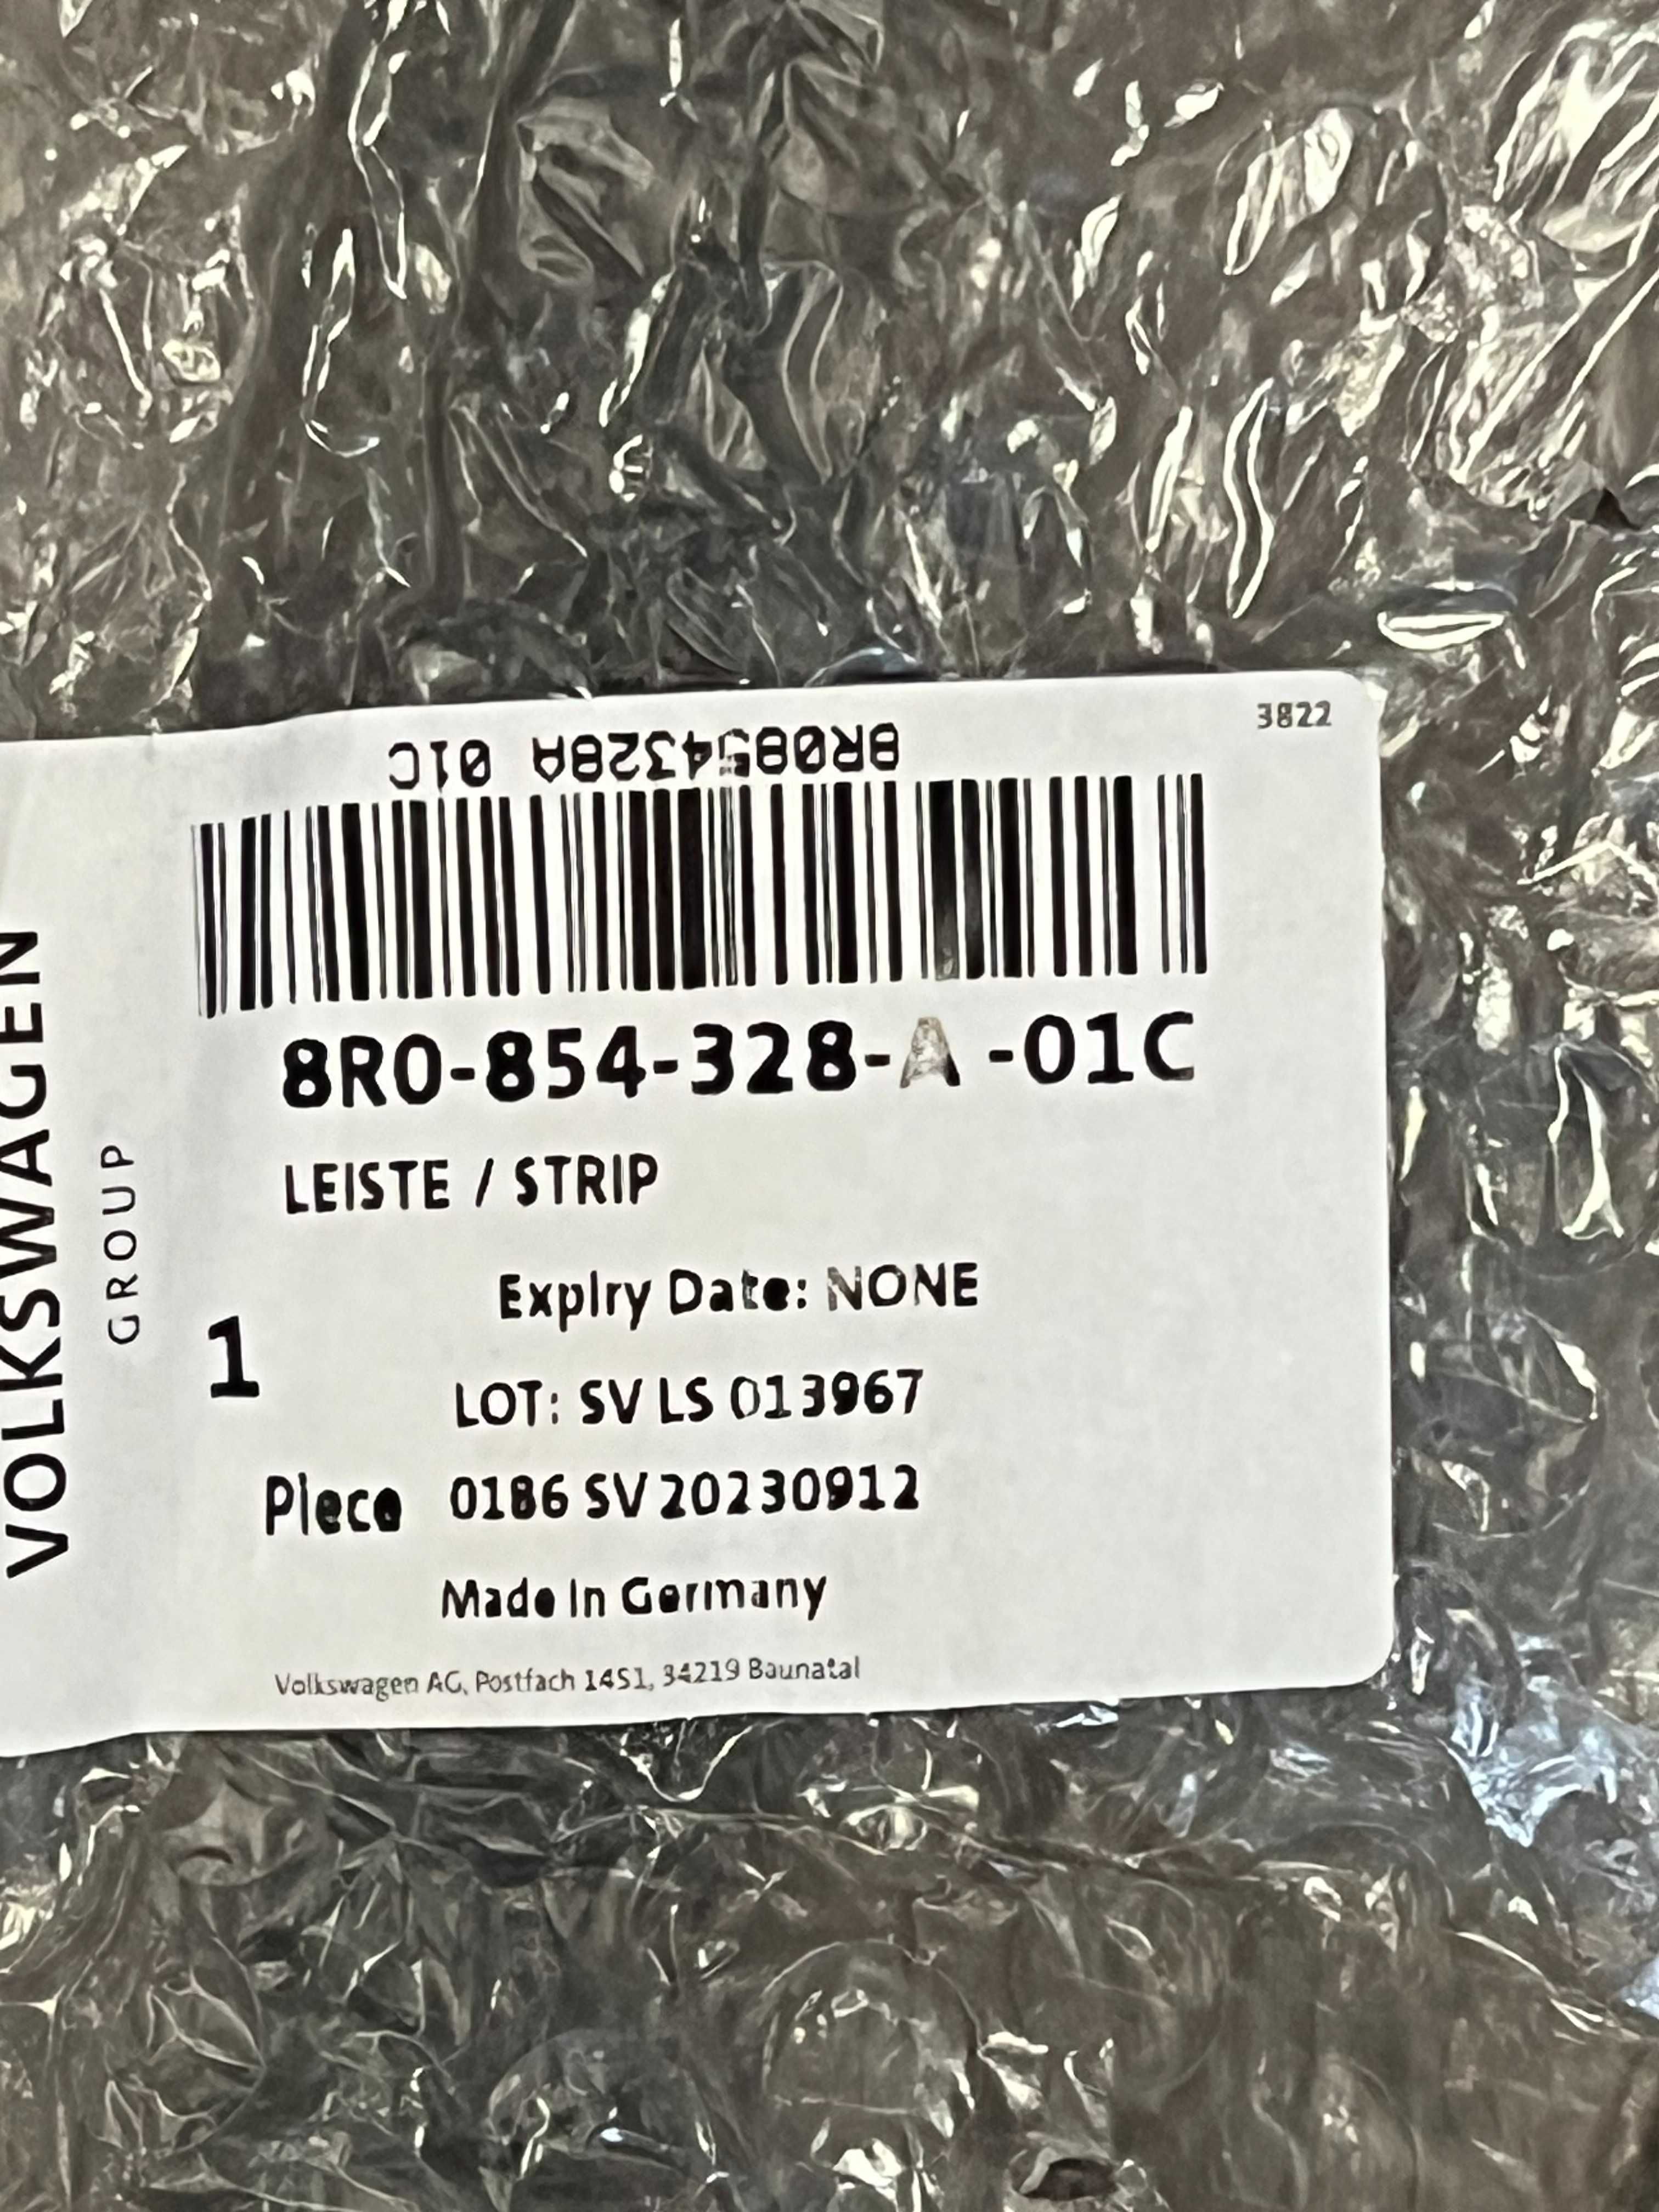 3822
8R0854328A 01C
8R0-854-328-A -01C
LEISTE / STRIP
Expiry Date: NONE
1
LOT: SV LS 013967
Piece 0186 SV 20230912
Made in Germany
Volkswagen AG, Postfach 1451, 34219 Baunatal
VOLKSWAGEN
GROUP